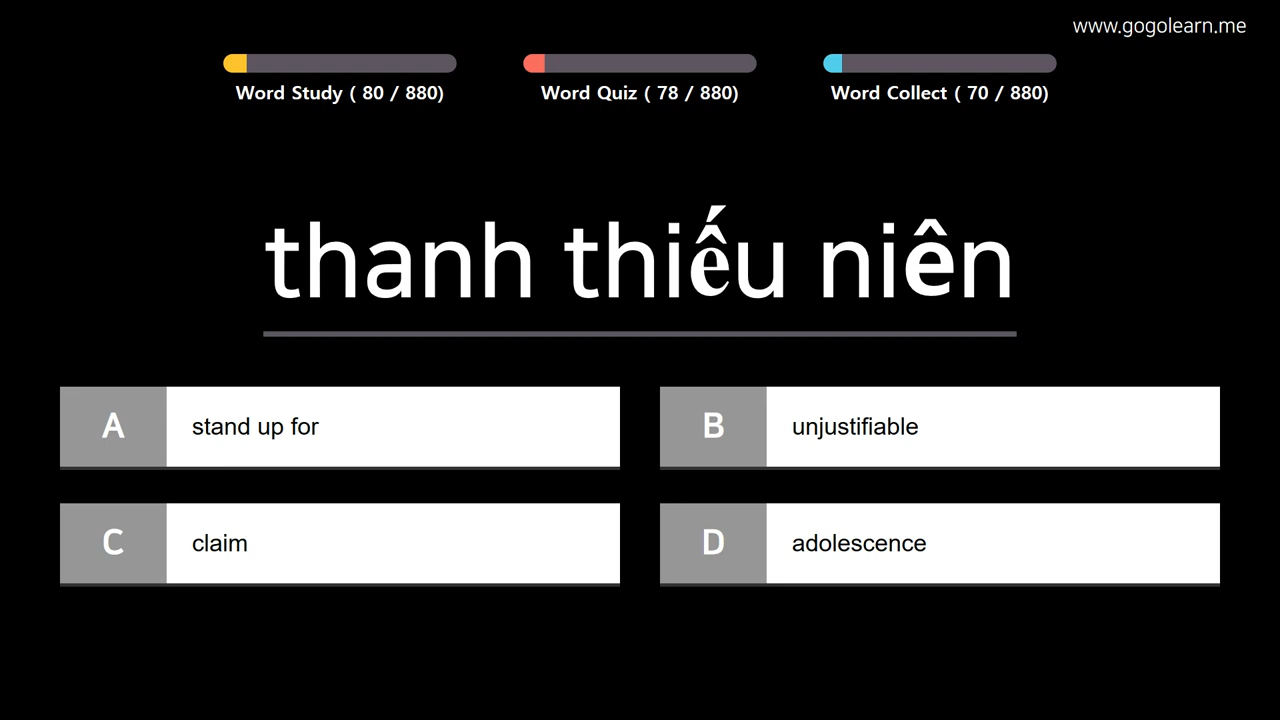 www.gogolearn.me
Word Study ( 80 / 880)
Word Quiz ( 78 / 880)
Word Collect ( 70 / 880)
thanh thiếu niên
A stand up for
B unjustifiable
C claim
D adolescence